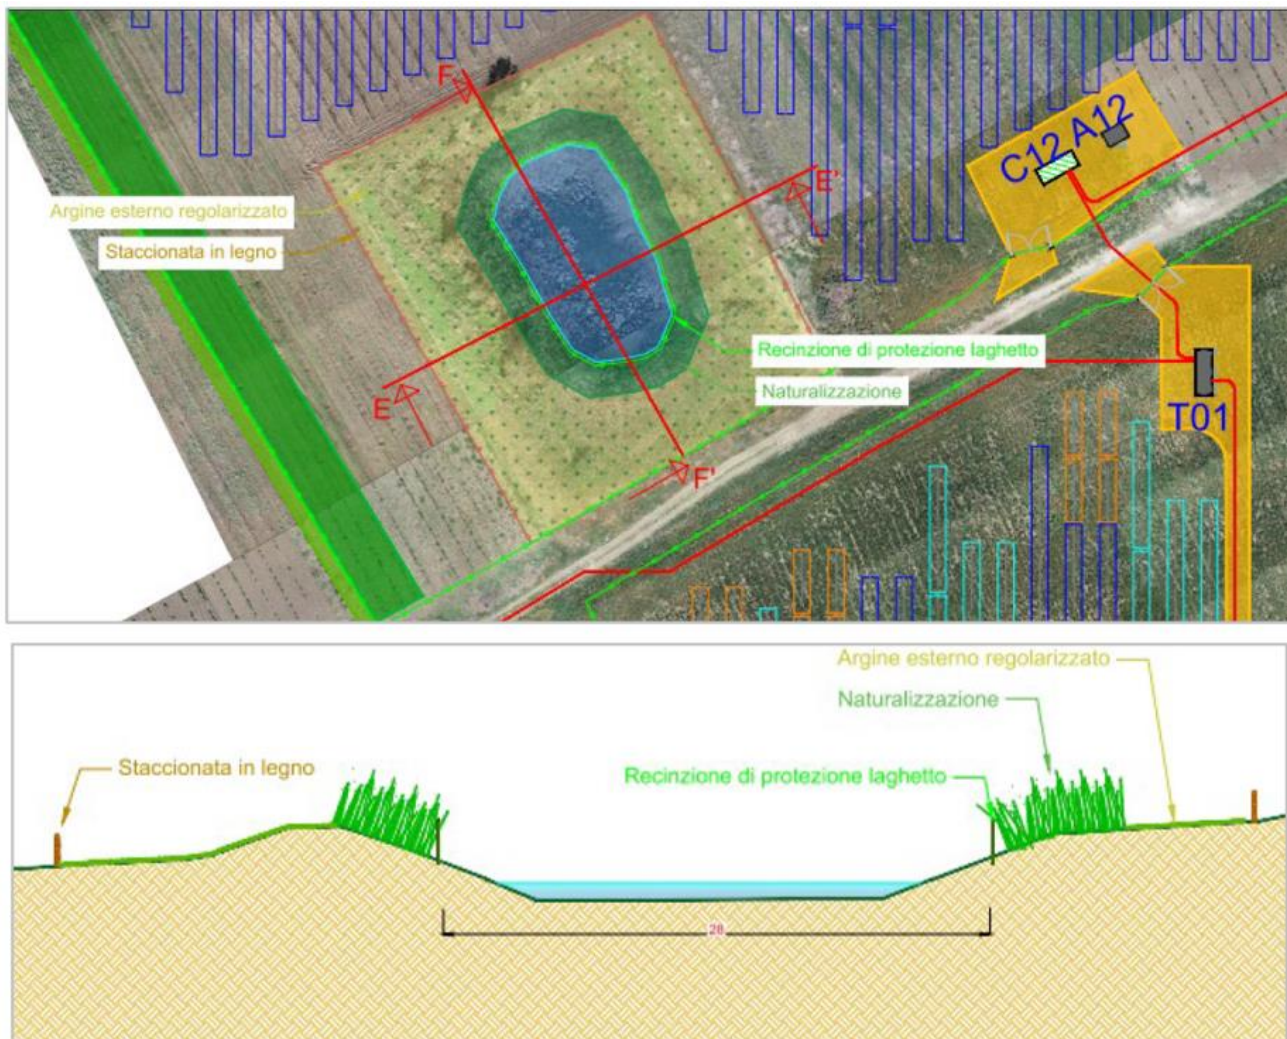 F
C12 A12
E'
Argine esterno regolarizzato
Staccionata in legno
Recinzione di protezione laghetto
Naturalizzazione
E
T01
F'
Argine esterno regolarizzato
Naturalizzazione
Staccionata in legno
Recinzione di protezione laghetto
28